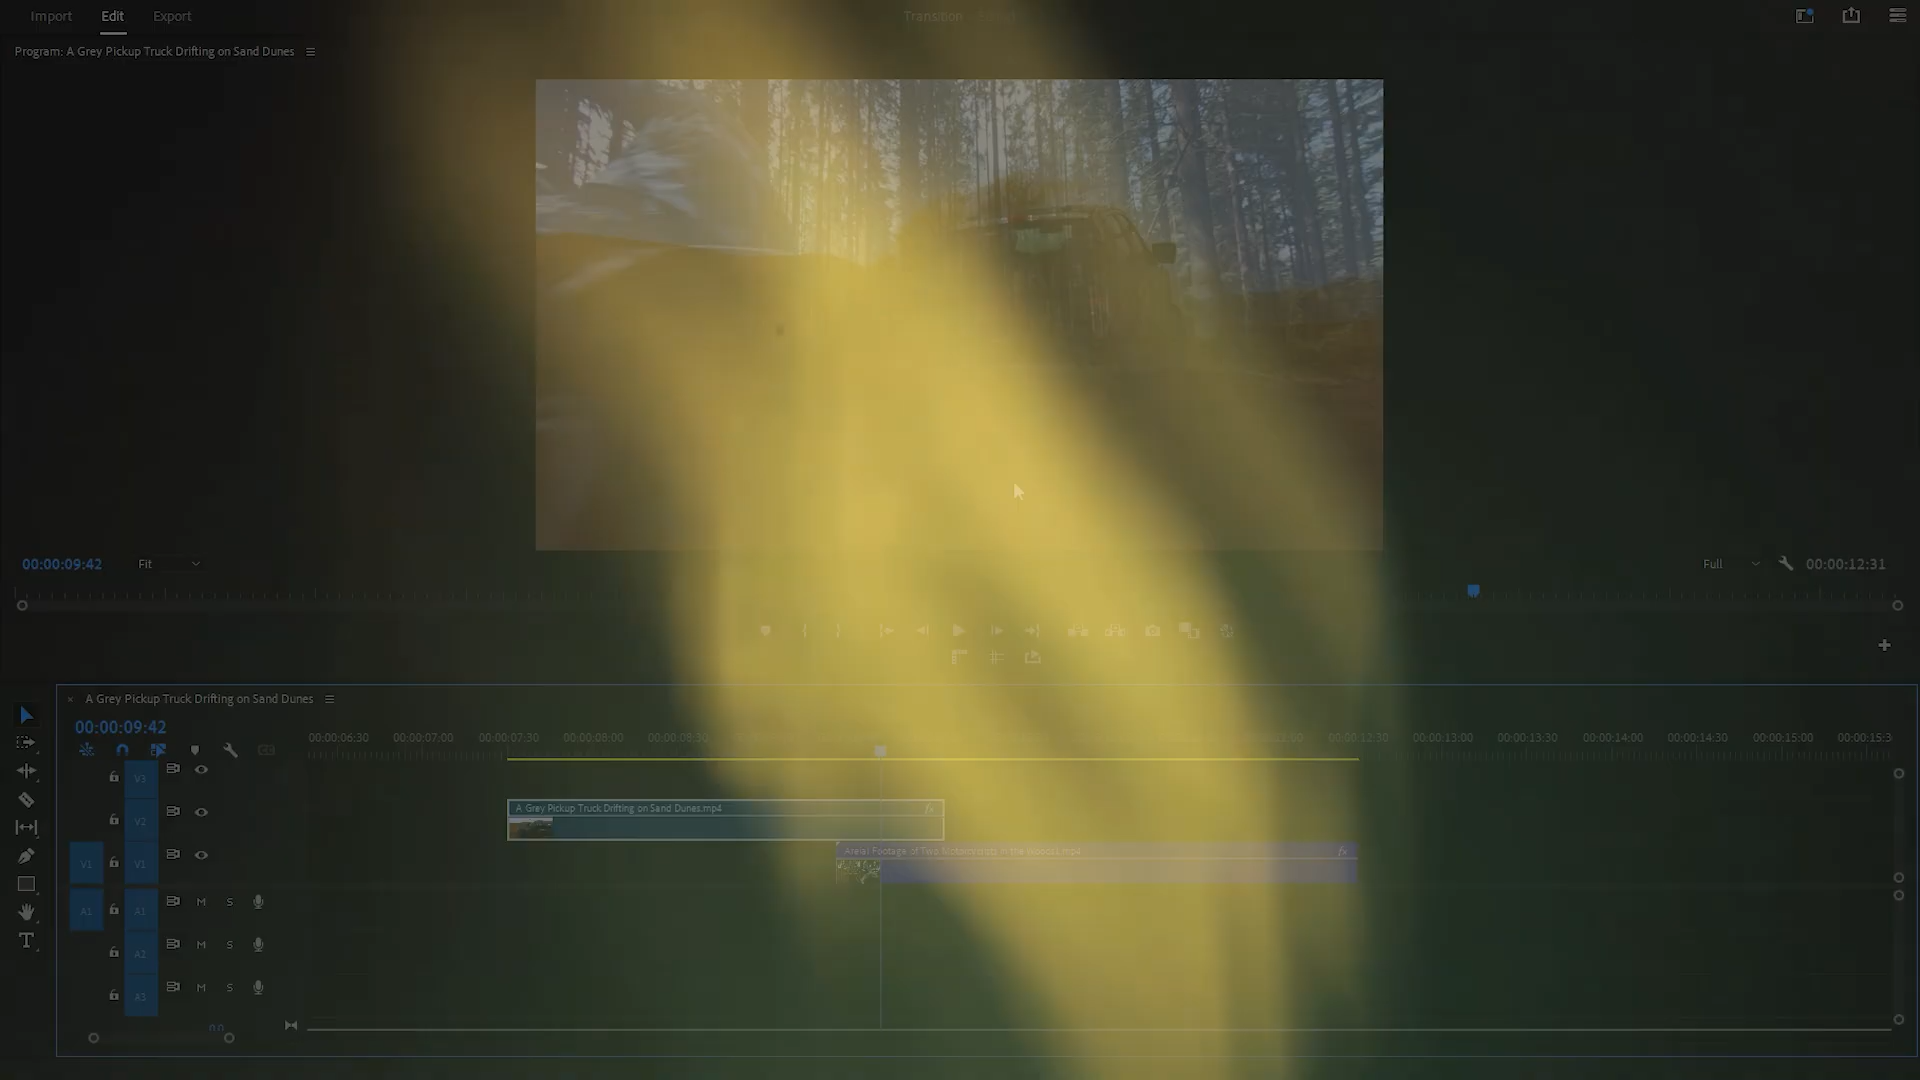 Import Edit Export Transition
Program: A Grey Pickup Truck Drifting on Sand Dunes
00:00:09:42 Fit Full 00:00:12:31
A Grey Pickup Truck Drifting on Sand Dunes
00:00:09:42
00:00:06:30 00:00:07:00 00:00:07:30 00:00:08:00 00:00:08:30 00:00:12:30 00:00:13:00 00:00:13:30 00:00:14:00 00:00:14:30 00:00:15:00 00:00:15:3
V3
A Grey Pickup Truck Drifting on Sand Dunes.mp4 fx
V2
Areial Footage of Two Motorcyclists in the Woods1.mp4 fx
V1 V1
A1 A1 M S
A2 M S
A3 M S
T